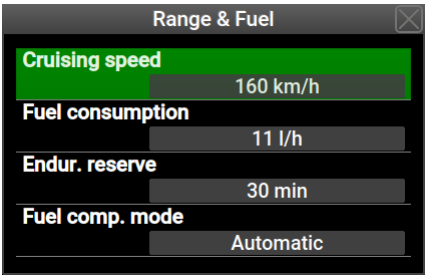 Range & Fuel
Cruising speed
160 km/h
Fuel consumption
11 l/h
Endur. reserve
30 min
Fuel comp. mode
Automatic